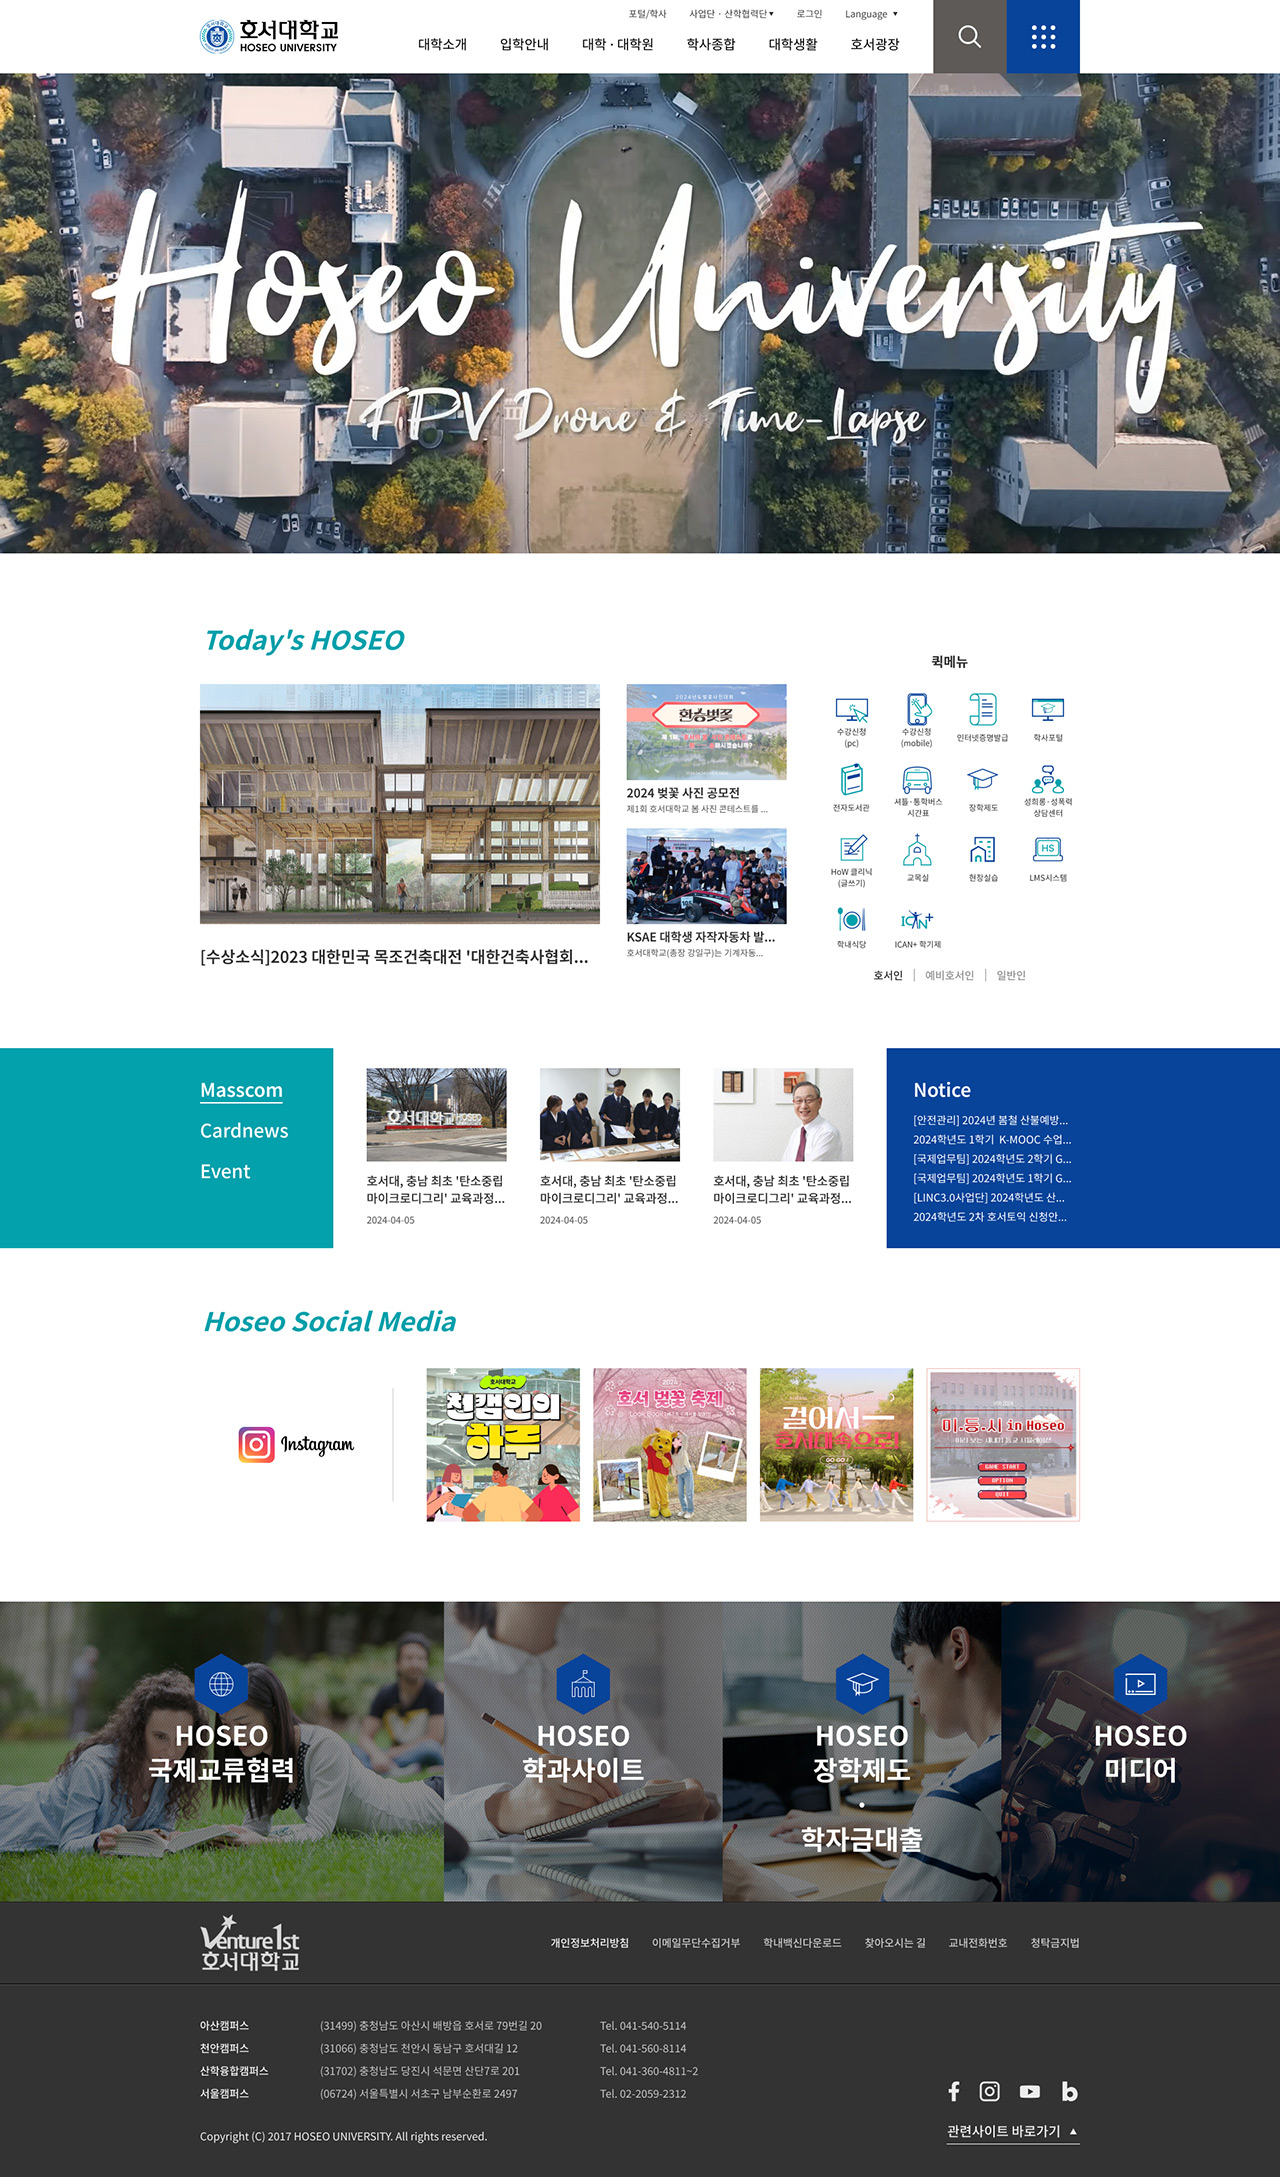 호서대학교
HOSEO UNIVERSITY
포털/학사
사업단 · 산학협력단▼
로그인
Language ▼
대학소개
입학안내
대학 · 대학원
학사종합
대학생활
호서광장
Hoseo University
FPV Drone & Time-Lapse
Today's HOSEO
2024년도벚꽃사진대회
2024 벚꽃 사진 공모전
제1회 호서대학교 봄 사진 콘테스트를 ...
KSAE 대학생 자작자동차 발...
호서대학교(총장 강일구)는 기계자동...
[수상소식]2023 대한민국 목조건축대전 '대한건축사협회...
퀵메뉴
수강신청
(pc)
수강신청
(mobile)
인터넷증명발급
학사포털
전자도서관
셔틀·통학버스
시간표
장학제도
성희롱·성폭력
상담센터
HoW 클리닉
(글쓰기)
교목실
현장실습
HS
LMS시스템
학내식당
ICAN+
ICAN+ 학기제
호서인
예비호서인
일반인
Masscom
Cardnews
Event
호서대학교 HOSEO
호서대, 충남 최초 '탄소중립
마이크로디그리' 교육과정...
2024-04-05
호서대, 충남 최초 '탄소중립
마이크로디그리' 교육과정...
2024-04-05
호서대, 충남 최초 '탄소중립
마이크로디그리' 교육과정...
2024-04-05
Notice
[안전관리] 2024년 봄철 산불예방...
2024학년도 1학기 K-MOOC 수업...
[국제업무팀] 2024학년도 2학기 G...
[국제업무팀] 2024학년도 1학기 G...
[LINC3.0사업단] 2024학년도 산...
2024학년도 2차 호서토익 신청안...
Hoseo Social Media
Instagram
호서대학교
천캠인의
하루
2024
호서 벚꽃 축제
걸어서
호서대속으로!
GO GO!
미.등.시 in Hoseo
GAME START
OPTION
QUIT
HOSEO
국제교류협력
HOSEO
학과사이트
HOSEO
장학제도
·
학자금대출
HOSEO
미디어
Venture1st
호서대학교
개인정보처리방침
이메일무단수집거부
학내백신다운로드
찾아오시는 길
교내전화번호
청탁금지법
아산캠퍼스 (31499) 충청남도 아산시 배방읍 호서로 79번길 20 Tel. 041-540-5114
천안캠퍼스 (31066) 충청남도 천안시 동남구 호서대길 12 Tel. 041-560-8114
산학융합캠퍼스 (31702) 충청남도 당진시 석문면 산단7로 201 Tel. 041-360-4811~2
서울캠퍼스 (06724) 서울특별시 서초구 남부순환로 2497 Tel. 02-2059-2312
Copyright (C) 2017 HOSEO UNIVERSITY. All rights reserved.
관련사이트 바로가기 ▲